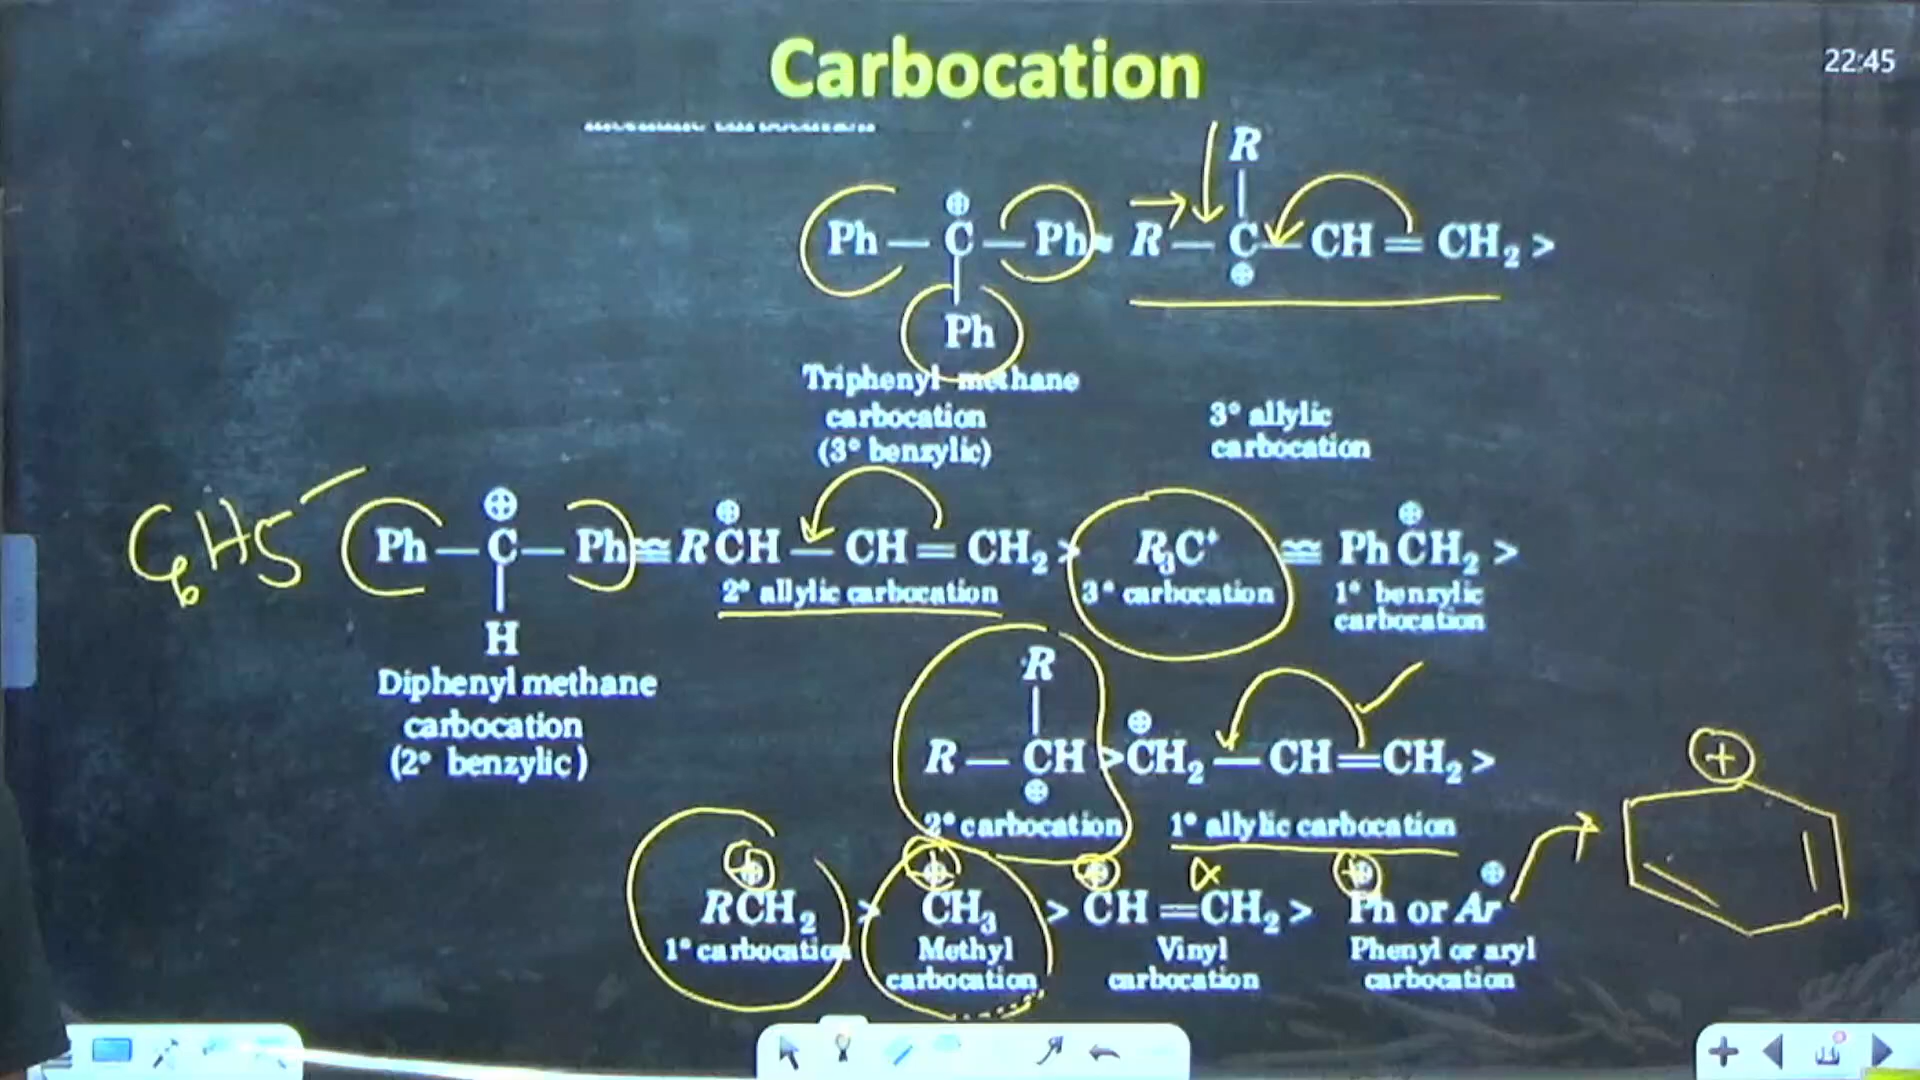 Carbocation
22:45
R
⊕
Ph — C — Ph ≈ R — C — CH = CH₂ >
⊕
Ph
Triphenyl methane
carbocation
(3° benzylic)
3° allylic
carbocation
C6H5
⊕ ⊕ ⊕
Ph — C — Ph ≅ RCH — CH = CH₂ > R₃C⁺ ≅ PhCH₂ >
2° allylic carbocation
3° carbocation
1° benzylic
carbocation
H
Diphenyl methane
carbocation
(2° benzylic)
R
⊕
R — CH > CH₂ — CH = CH₂ >
⊕
2° carbocation
1° allylic carbocation
+
⊕ ⊕ ⊕ α ⊕ ⊕
RCH₂ > CH₃ > CH = CH₂ > Ph or Ar
1° carbocation
Methyl
carbocation
Vinyl
carbocation
Phenyl or aryl
carbocation